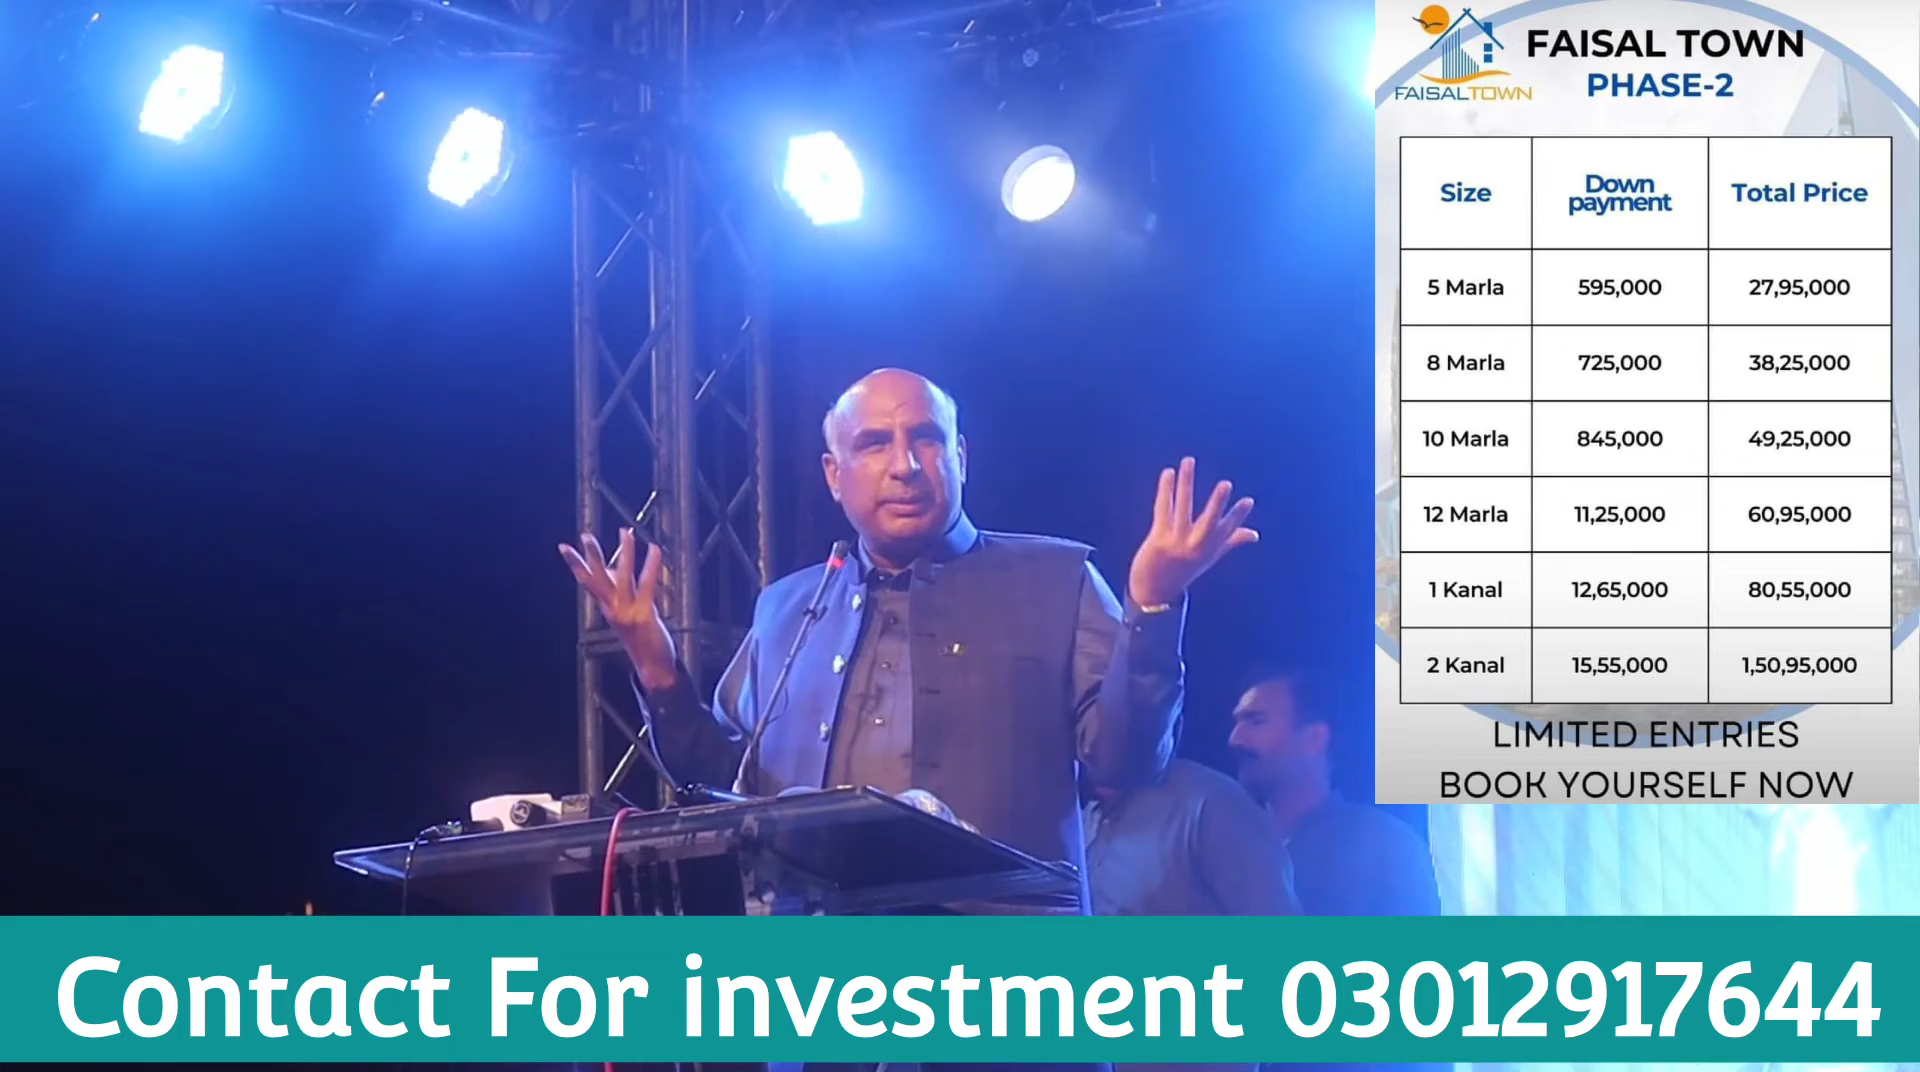 FAISALTOWN
FAISAL TOWN
PHASE-2
Size Down payment Total Price
5 Marla 595,000 27,95,000
8 Marla 725,000 38,25,000
10 Marla 845,000 49,25,000
12 Marla 11,25,000 60,95,000
1 Kanal 12,65,000 80,55,000
2 Kanal 15,55,000 1,50,95,000
LIMITED ENTRIES
BOOK YOURSELF NOW
Contact For investment 03012917644